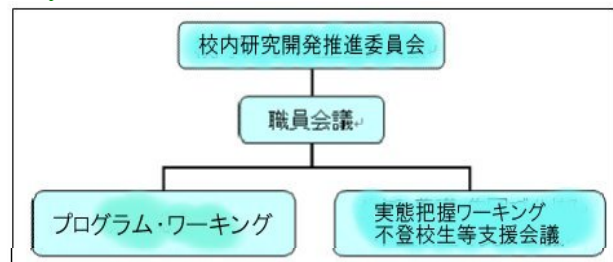 校内研究開発推進委員会
職員会議
プログラム・ワーキング
実態把握ワーキング
不登校生等支援会議